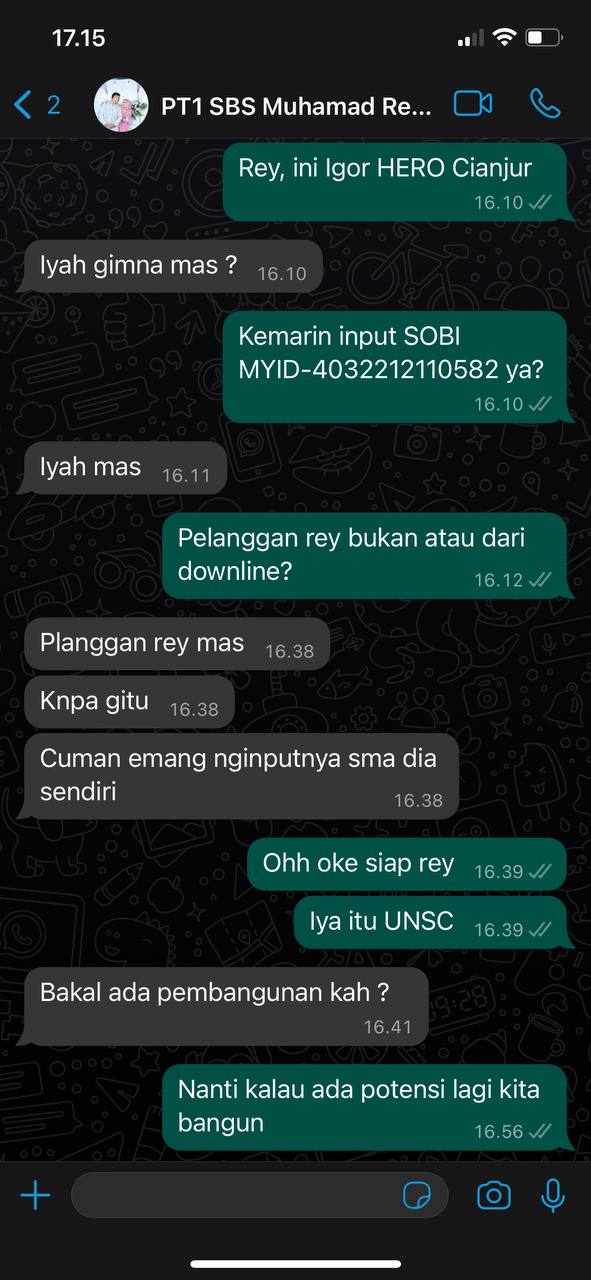 17.15
2
PT1 SBS Muhamad Re...
Rey, ini Igor HERO Cianjur
16.10
Iyah gimna mas ?
16.10
Kemarin input SOBI
MYID-4032212110582 ya?
16.10
Iyah mas
16.11
Pelanggan rey bukan atau dari
downline?
16.12
Planggan rey mas
16.38
Knpa gitu
16.38
Cuman emang nginputnya sma dia
sendiri
16.38
Ohh oke siap rey
16.39
Iya itu UNSC
16.39
Bakal ada pembangunan kah ?
16.41
Nanti kalau ada potensi lagi kita
bangun
16.56